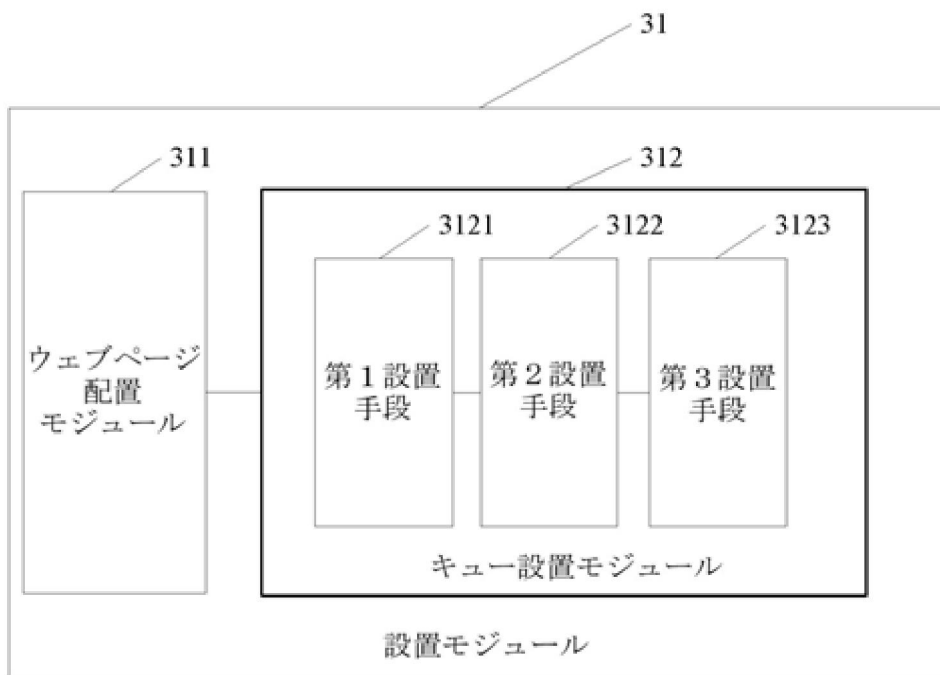 31
311
312
3121
3122
3123
ウェブページ
配置
モジュール
第１設置
手段
第２設置
手段
第３設置
手段
キュー設置モジュール
設置モジュール